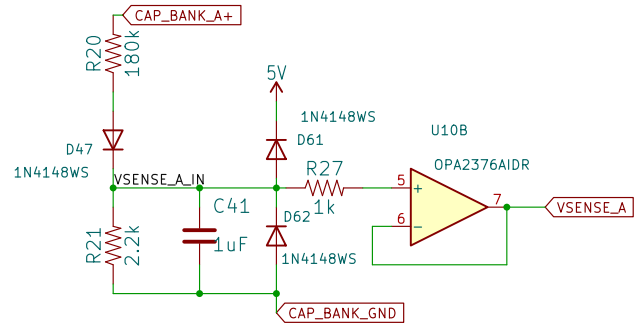 CAP_BANK_A+
R20
180k
5V
1N4148WS
D61
U10B
D47
1N4148WS
OPA2376AIDR
VSENSE_A_IN
R27
1k
5
+
7
VSENSE_A
6
−
C41
1uF
D62
1N4148WS
R21
2.2k
CAP_BANK_GND